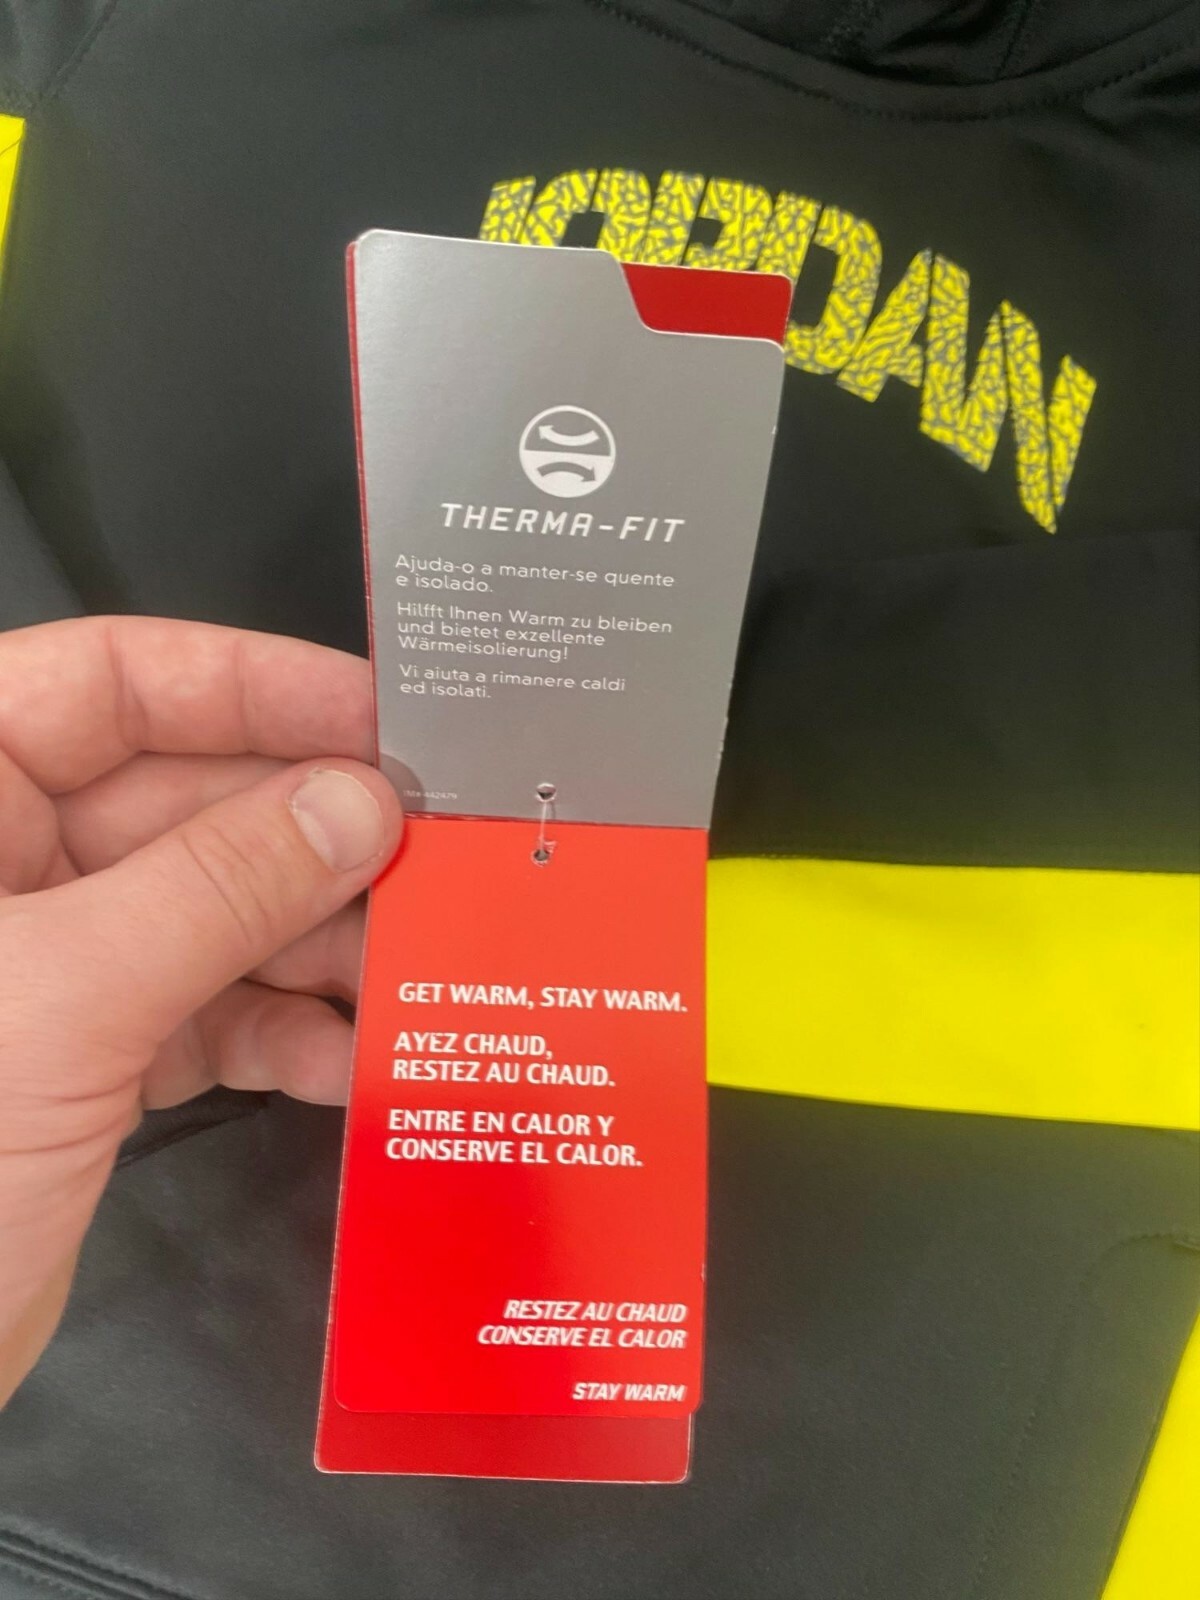 JORDAN
THERMA-FIT
Ajuda-o a manter-se quente
e isolado.
Hilfft Ihnen Warm zu bleiben
und bietet exzellente
Wärmeisolierung!
Vi aiuta a rimanere caldi
ed isolati.
IM# 442479
GET WARM, STAY WARM.
AYEZ CHAUD,
RESTEZ AU CHAUD.
ENTRE EN CALOR Y
CONSERVE EL CALOR.
RESTEZ AU CHAUD
CONSERVE EL CALOR
STAY WARM